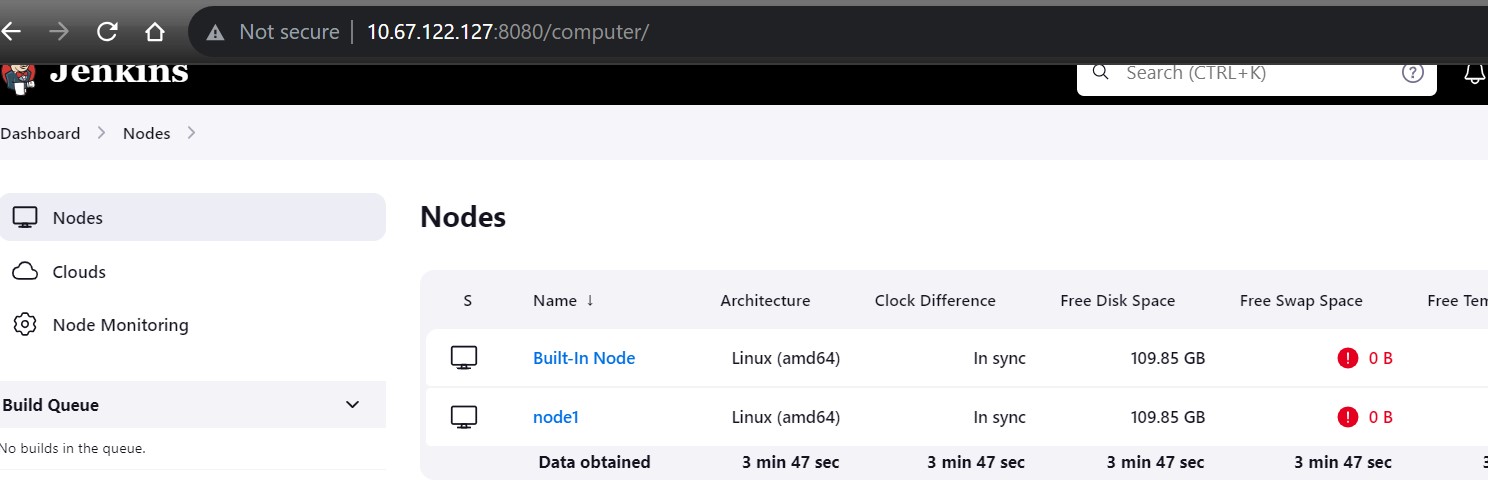 Not secure 10.67.122.127:8080/computer/
Jenkins
Search (CTRL+K) ?
Dashboard Nodes
Nodes
Clouds
Node Monitoring
Build Queue
No builds in the queue.
Nodes
S Name ↓ Architecture Clock Difference Free Disk Space Free Swap Space Free Tem
Built-In Node Linux (amd64) In sync 109.85 GB ! 0 B
node1 Linux (amd64) In sync 109.85 GB ! 0 B
Data obtained 3 min 47 sec 3 min 47 sec 3 min 47 sec 3 min 47 sec 3